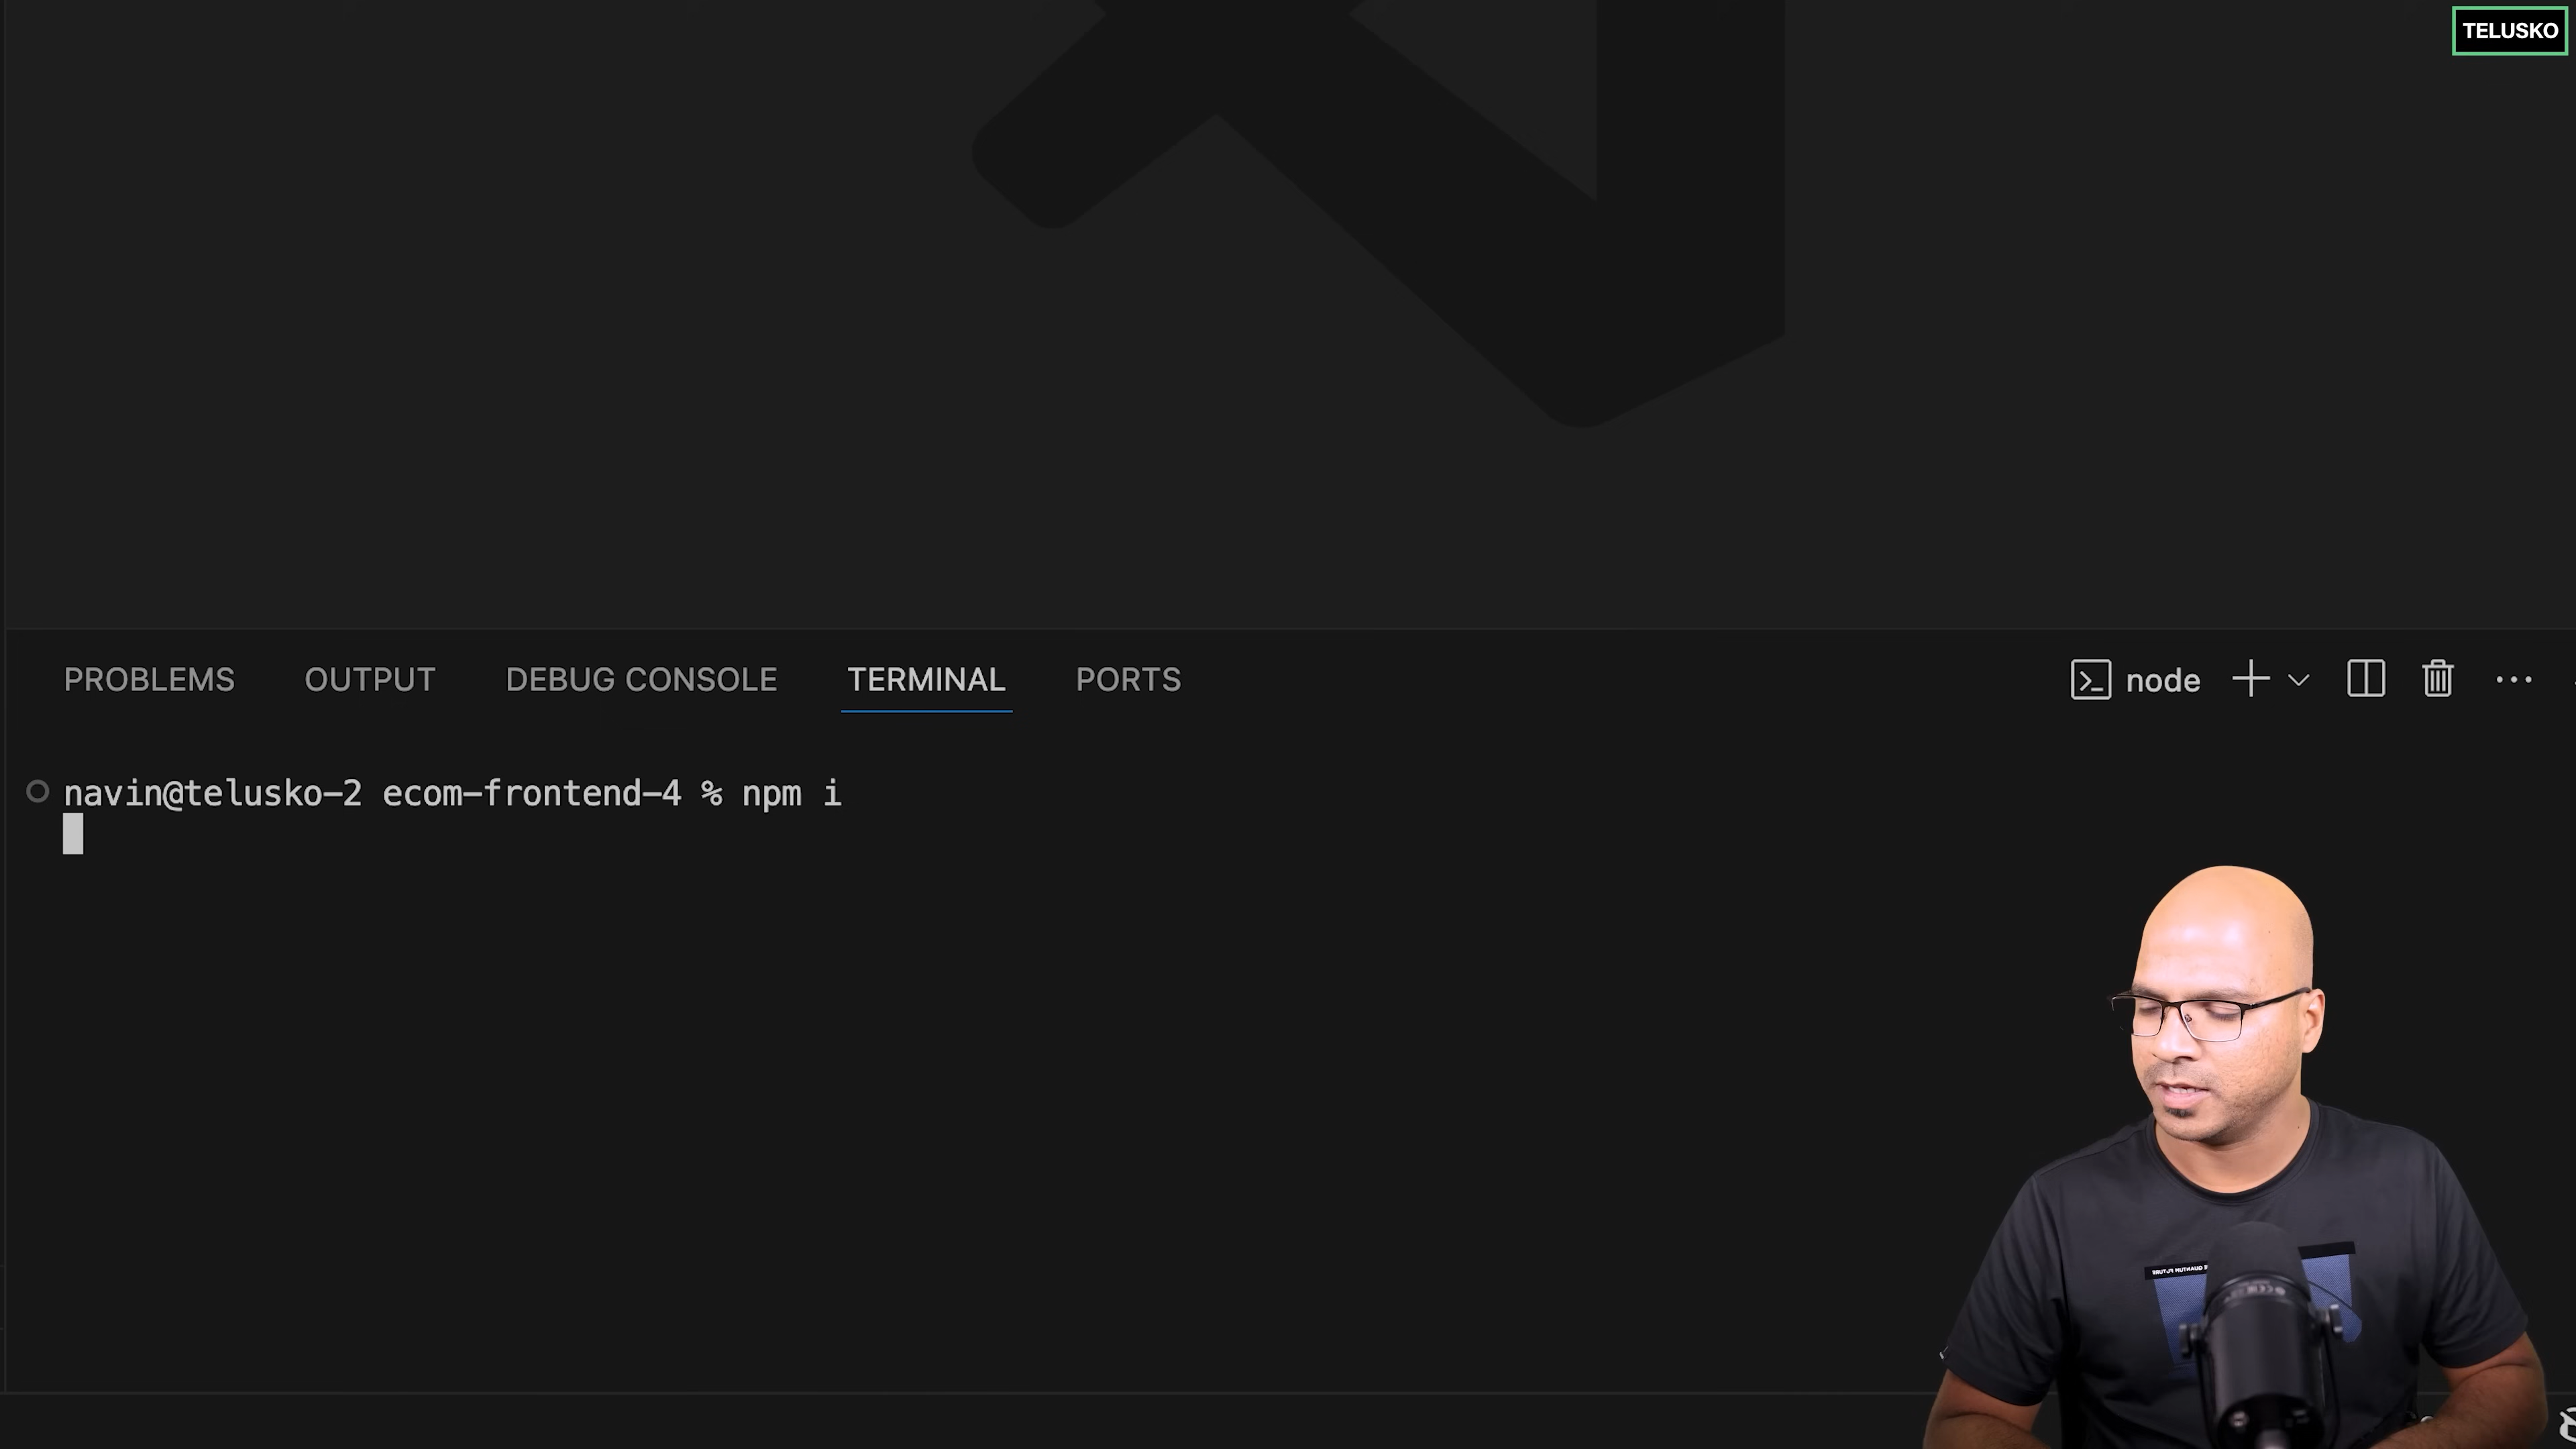 TELUSKO
PROBLEMS OUTPUT DEBUG CONSOLE TERMINAL PORTS node
navin@telusko-2 ecom-frontend-4 % npm i